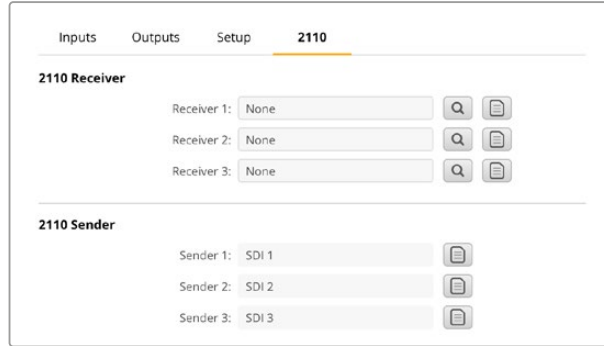 Inputs Outputs Setup 2110
2110 Receiver
Receiver 1: None
Receiver 2: None
Receiver 3: None
2110 Sender
Sender 1: SDI 1
Sender 2: SDI 2
Sender 3: SDI 3